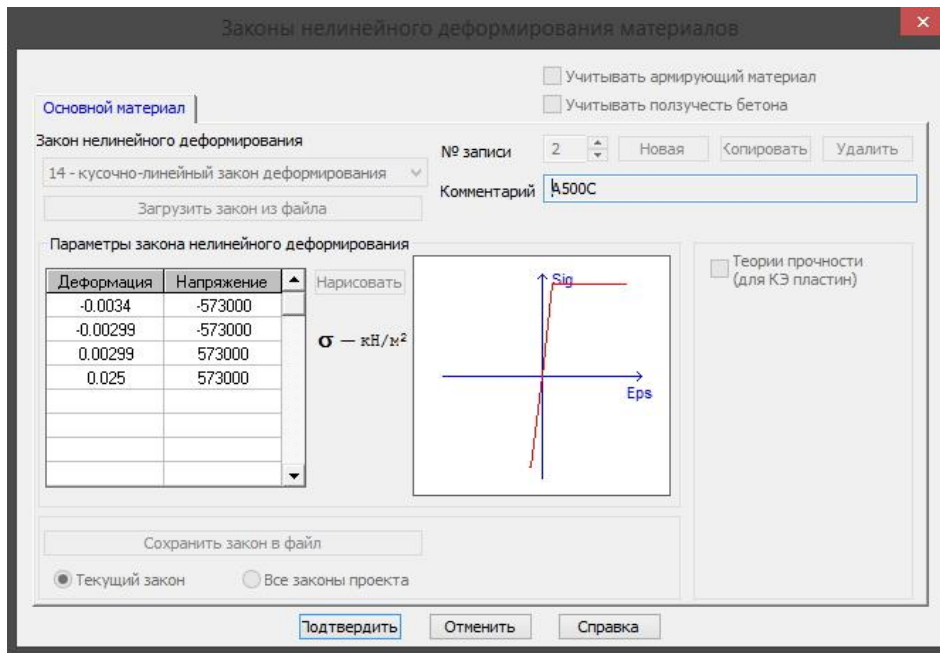 Законы нелинейного деформирования материалов
Учитывать армирующий материал
Основной материал
Учитывать ползучесть бетона
Закон нелинейного деформирования
№ записи 2 Новая Копировать Удалить
14 - кусочно-линейный закон деформирования
Комментарий А500С
Загрузить закон из файла
Параметры закона нелинейного деформирования
Деформация Напряжение
-0.0034 -573000
-0.00299 -573000
0.00299 573000
0.025 573000
Нарисовать
σ – кН/м²
Sig
Eps
Теории прочности
(для КЭ пластин)
Сохранить закон в файл
Текущий закон Все законы проекта
Подтвердить Отменить Справка